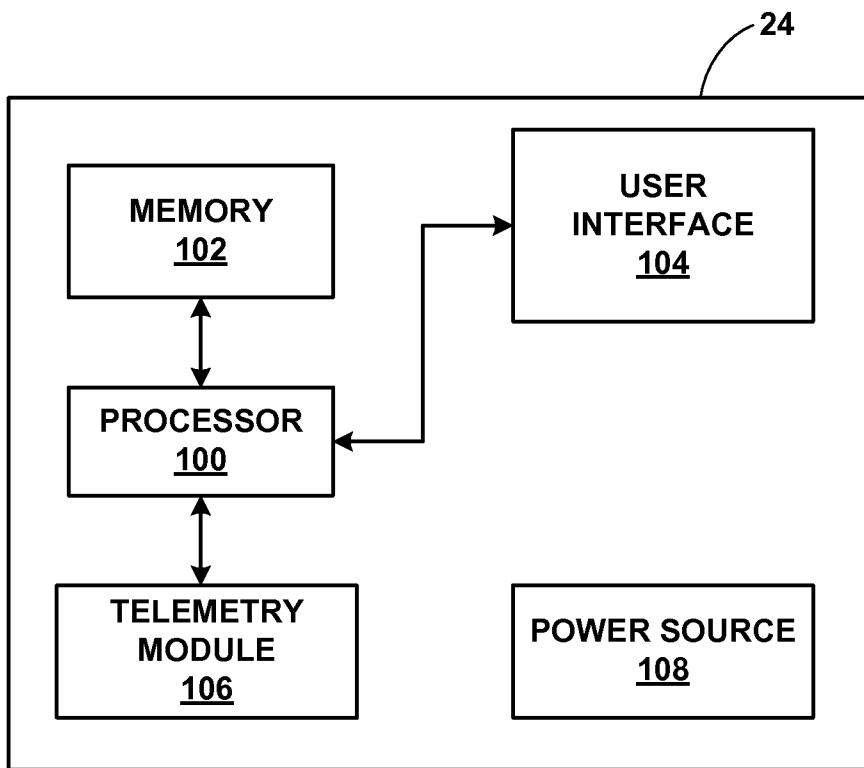 24
MEMORY
102
USER
INTERFACE
104
PROCESSOR
100
TELEMETRY
MODULE
106
POWER SOURCE
108